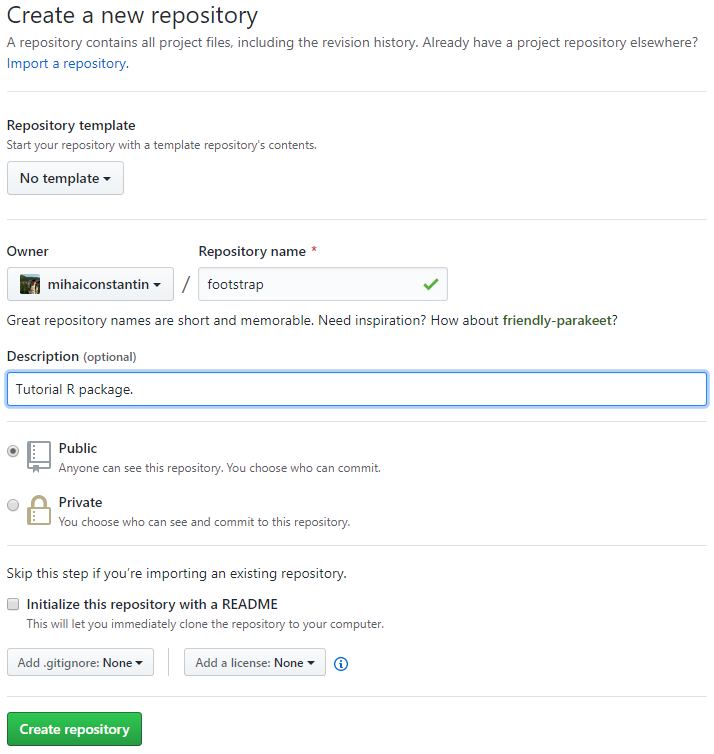 Create a new repository
A repository contains all project files, including the revision history. Already have a project repository elsewhere?
Import a repository.
Repository template
Start your repository with a template repository's contents.
No template
Owner
Repository name *
mihaiconstantin
/
footstrap
Great repository names are short and memorable. Need inspiration? How about friendly-parakeet?
Description (optional)
Tutorial R package.
Public
Anyone can see this repository. You choose who can commit.
Private
You choose who can see and commit to this repository.
Skip this step if you're importing an existing repository.
Initialize this repository with a README
This will let you immediately clone the repository to your computer.
Add .gitignore: None
Add a license: None
Create repository